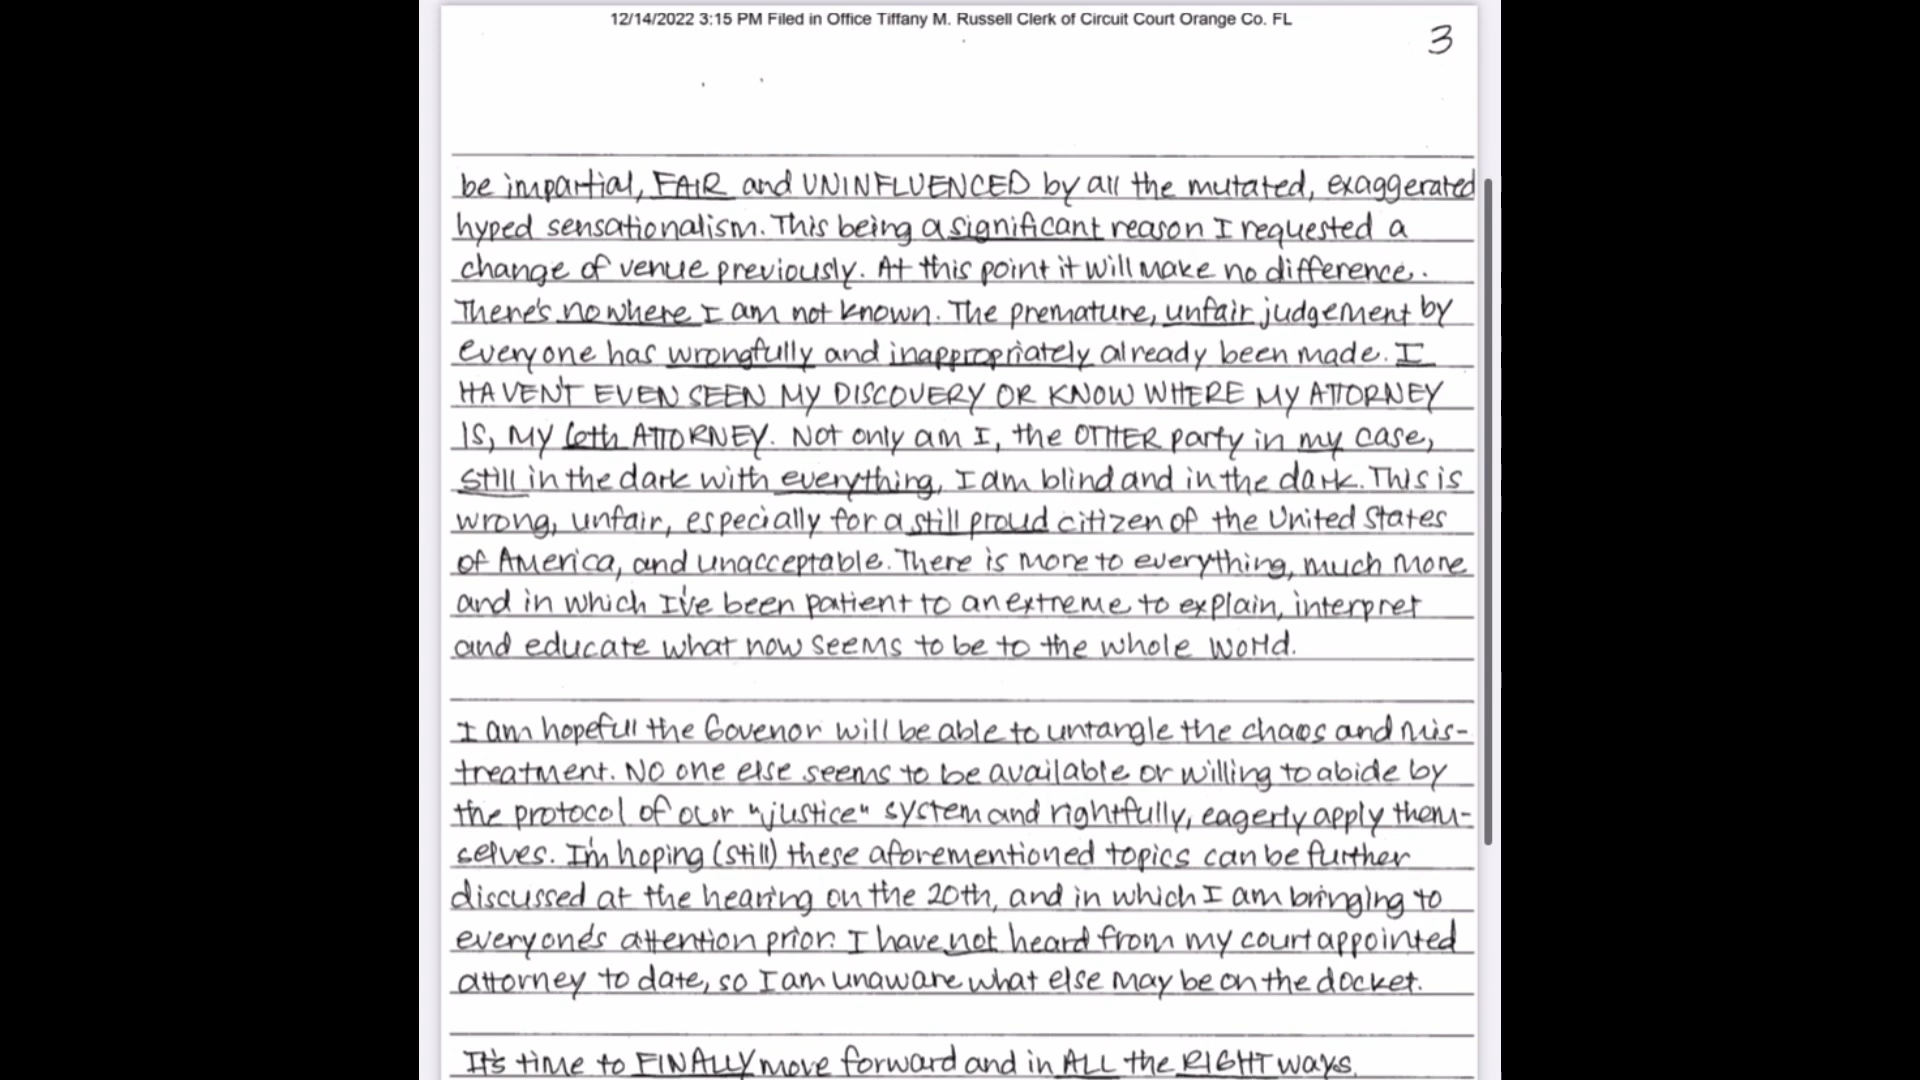 12/14/2022 3:15 PM Filed in Office Tiffany M. Russell Clerk of Circuit Court Orange Co. FL
3
be impartial, FAIR and UNINFLUENCED by all the mutated, exaggerated
hyped sensationalism. This being a significant reason I requested a
change of venue previously. At this point it will make no difference.
There's nowhere I am not known. The premature, unfair judgement by
everyone has wrongfully and inappropriately already been made. I
HAVEN'T EVEN SEEN MY DISCOVERY OR KNOW WHERE MY ATTORNEY
IS, MY 6th ATTORNEY. Not only am I, the OTHER party in my case,
still in the dark with everything, I am blind and in the dark. This is
wrong, unfair, especially for a still proud citizen of the United States
of America, and unacceptable. There is more to everything, much more
and in which I've been patient to an extreme to explain, interpret
and educate what now seems to be to the whole world.
I am hopefull the Govenor will be able to untangle the chaos and mis-
treatment. No one else seems to be available or willing to abide by
the protocol of our "justice" system and rightfully, eagerly apply them-
selves. I'm hoping (still) these aforementioned topics can be further
discussed at the hearing on the 20th, and in which I am bringing to
everyone's attention prior. I have not heard from my court appointed
attorney to date, so I am unaware what else may be on the docket.
It's time to FINALLY move forward and in ALL the RIGHT ways.